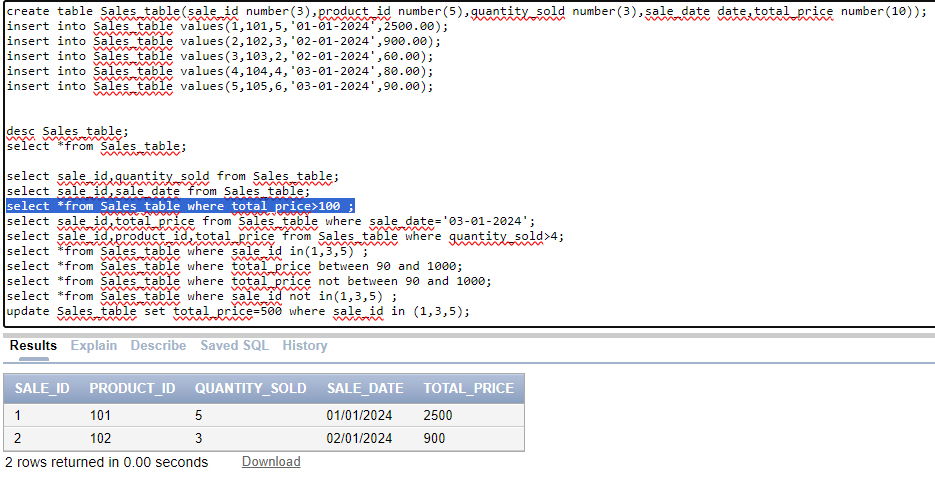 create table Sales_table(sale_id number(3),product_id number(5),quantity_sold number(3),sale_date date,total_price number(10));
insert into Sales_table values(1,101,5,'01-01-2024',2500.00);
insert into Sales_table values(2,102,3,'02-01-2024',900.00);
insert into Sales_table values(3,103,2,'02-01-2024',60.00);
insert into Sales_table values(4,104,4,'03-01-2024',80.00);
insert into Sales_table values(5,105,6,'03-01-2024',90.00);
desc Sales_table;
select *from Sales_table;
select sale_id,quantity_sold from Sales_table;
select sale_id,sale_date from Sales_table;
select *from Sales_table where total_price>100 ;
select sale_id,total_price from Sales_table where sale_date='03-01-2024';
select sale_id,product_id,total_price from Sales_table where quantity_sold>4;
select *from Sales_table where sale_id in(1,3,5) ;
select *from Sales_table where total_price between 90 and 1000;
select *from Sales_table where total_price not between 90 and 1000;
select *from Sales_table where sale_id not in(1,3,5) ;
update Sales_table set total_price=500 where sale_id in (1,3,5);
Results Explain Describe Saved SQL History
SALE_ID PRODUCT_ID QUANTITY_SOLD SALE_DATE TOTAL_PRICE
1 101 5 01/01/2024 2500
2 102 3 02/01/2024 900
2 rows returned in 0.00 seconds Download